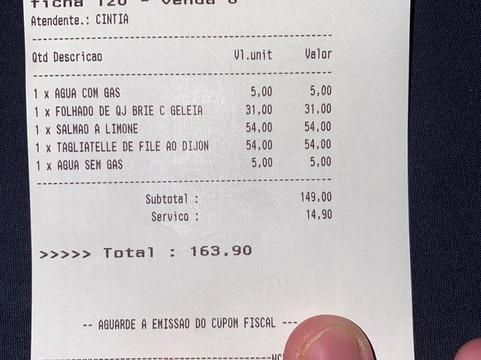 ficha 120 - Venda 6
Atendente.: CINTIA
Qtd Descricao Vl.unit Valor
1 x AGUA COM GAS 5,00 5,00
1 x FOLHADO DE QJ BRIE C GELEIA 31,00 31,00
1 x SALMAO A LIMONE 54,00 54,00
1 x TAGLIATELLE DE FILE AO DIJON 54,00 54,00
1 x AGUA SEM GAS 5,00 5,00
Subtotal : 149,00
Servico : 14,90
>>>>> Total : 163,90
-- AGUARDE A EMISSAO DO CUPOM FISCAL ---